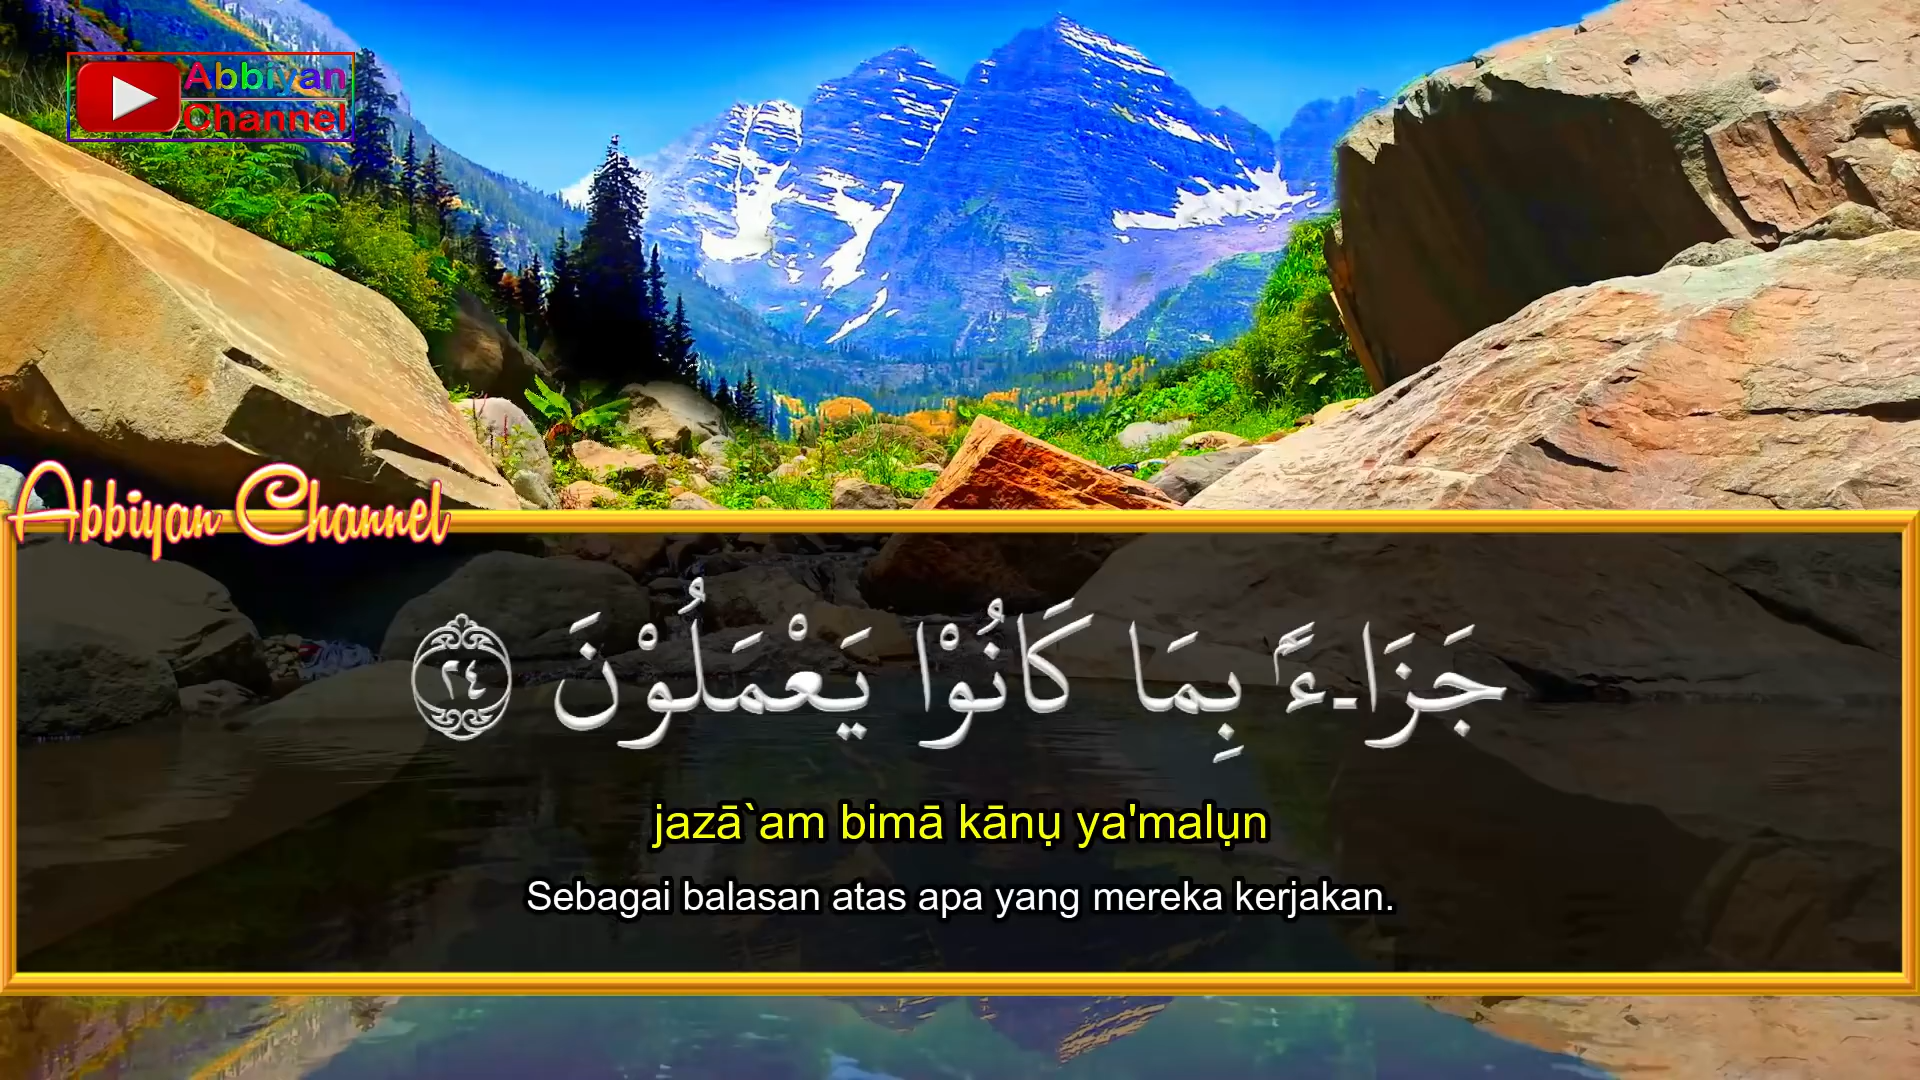 Abbiyan
Channel
Abbiyan Channel
جَزَاۤءًۢ بِمَا كَانُوْا يَعْمَلُوْنَ ٢٤
jazā`am bimā kānụ ya'malụn
Sebagai balasan atas apa yang mereka kerjakan.